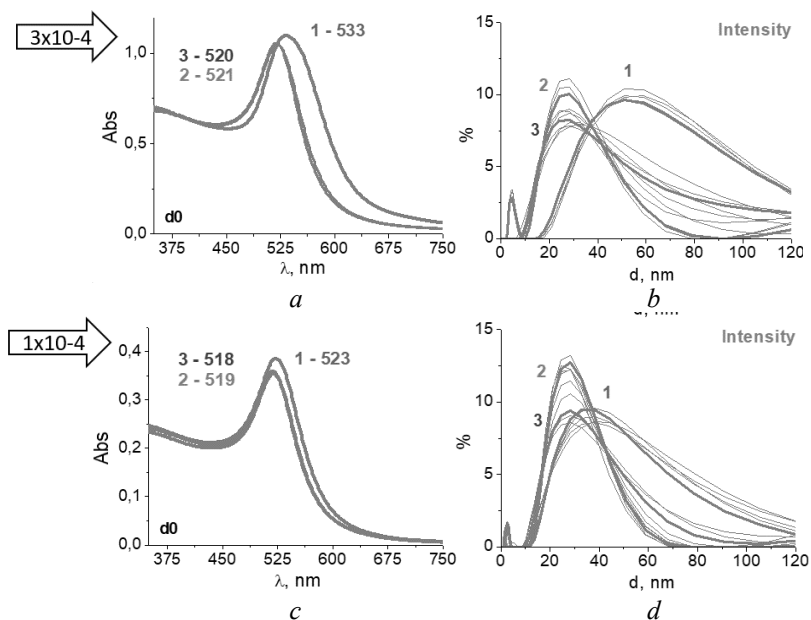 3x10-4
1 - 533
3 - 520
2 - 521
Abs
1,0
0,5
0,0
d0
375 450 525 600 675 750
λ, nm
a
Intensity
%
15
10
5
0
1
2
3
0 20 40 60 80 100 120
d, nm
b
1x10-4
3 - 518
1 - 523
2 - 519
Abs
0,4
0,3
0,2
0,1
0,0
d0
375 450 525 600 675 750
λ, nm
c
Intensity
%
15
10
5
0
2
1
3
0 20 40 60 80 100 120
d, nm
d